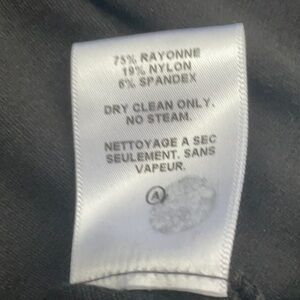 75% RAYONNE
19% NYLON
6% SPANDEX
DRY CLEAN ONLY.
NO STEAM.
NETTOYAGE A SEC
SEULEMENT. SANS
VAPEUR.
A